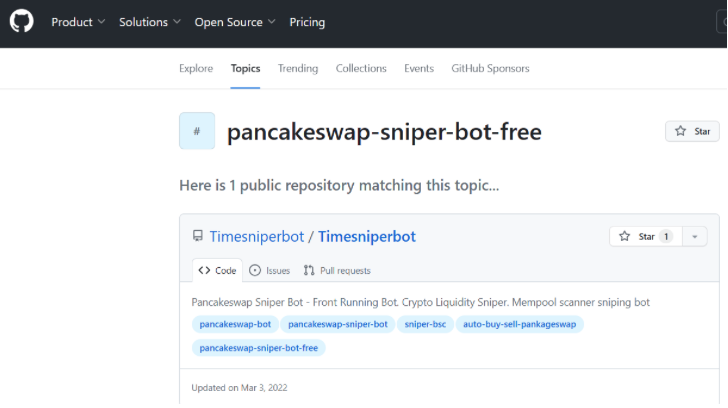 Product Solutions Open Source Pricing
Explore Topics Trending Collections Events GitHub Sponsors
# pancakeswap-sniper-bot-free Star
Here is 1 public repository matching this topic...
Timesniperbot / Timesniperbot Star 1
Code Issues Pull requests
Pancakeswap Sniper Bot - Front Running Bot. Crypto Liquidity Sniper. Mempool scanner sniping bot
pancakeswap-bot pancakeswap-sniper-bot sniper-bsc auto-buy-sell-pankageswap
pancakeswap-sniper-bot-free
Updated on Mar 3, 2022